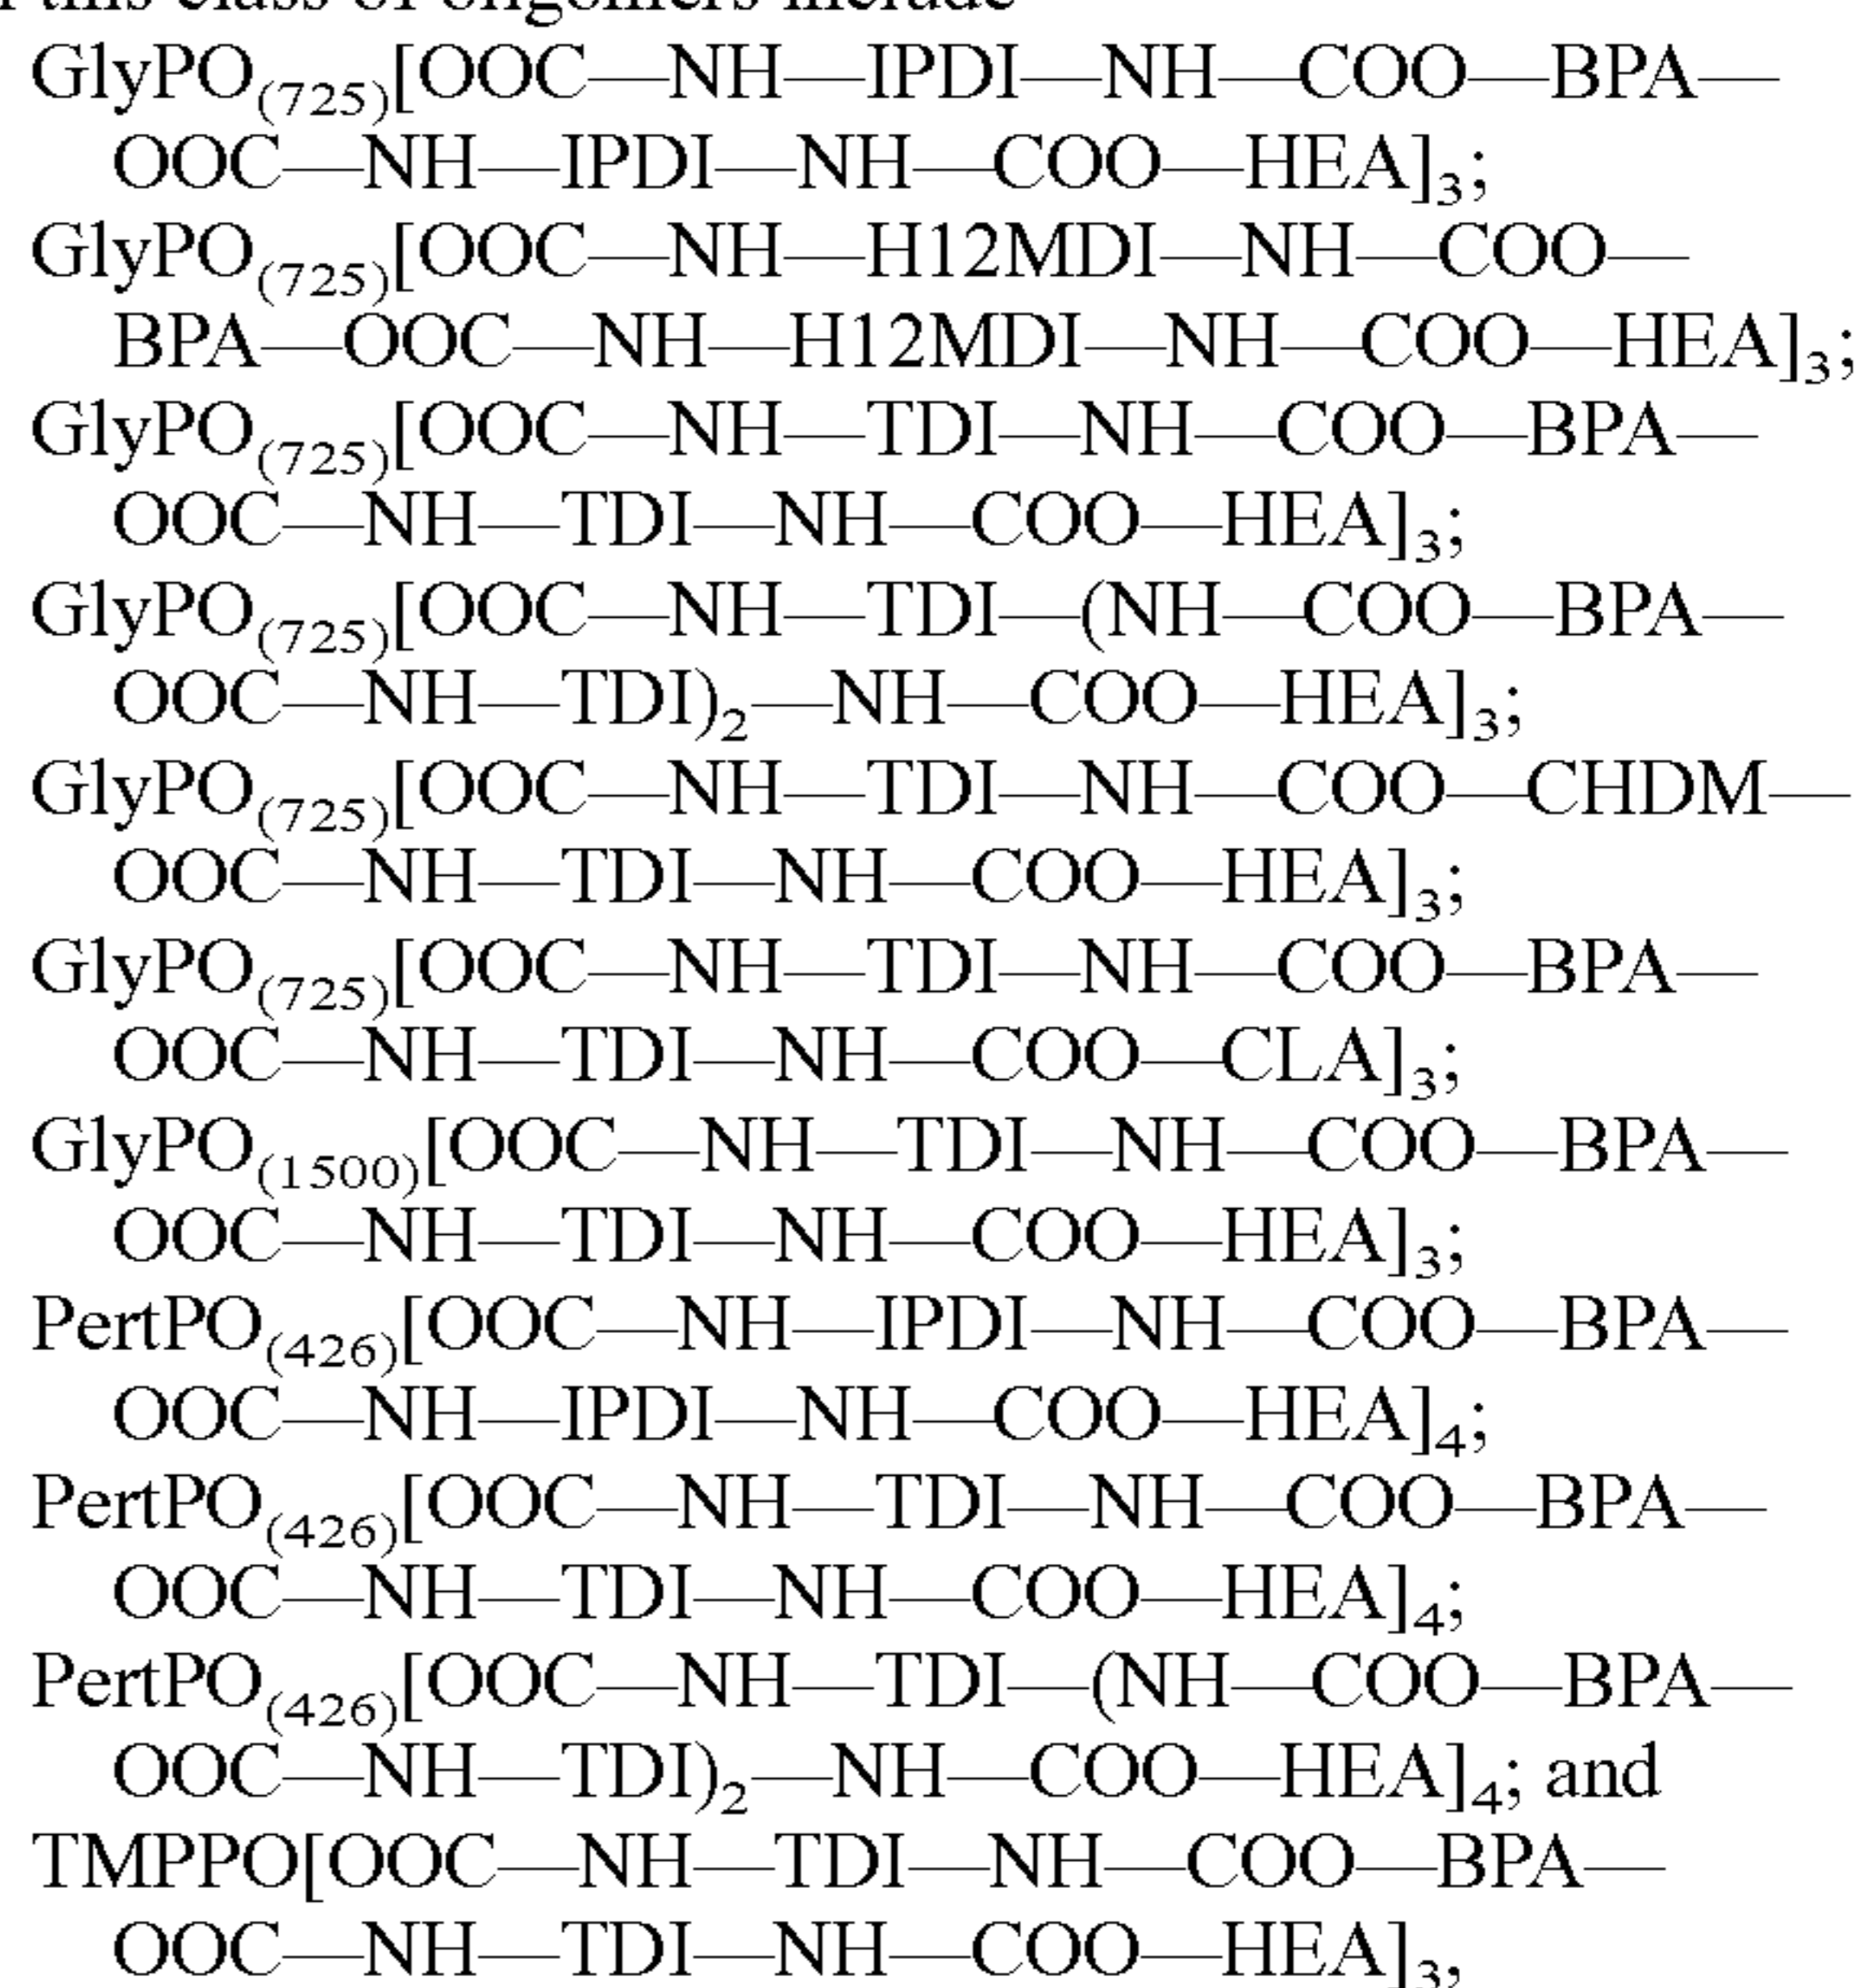 this class of oligomers include
GlyPO(725)[OOC—NH—IPDI—NH—COO—BPA—
OOC—NH—IPDI—NH—COO—HEA]3;
GlyPO(725)[OOC—NH—H12MDI—NH—COO—
BPA—OOC—NH—H12MDI—NH—COO—HEA]3;
GlyPO(725)[OOC—NH—TDI—NH—COO—BPA—
OOC—NH—TDI—NH—COO—HEA]3;
GlyPO(725)[OOC—NH—TDI—(NH—COO—BPA—
OOC—NH—TDI)2—NH—COO—HEA]3;
GlyPO(725)[OOC—NH—TDI—NH—COO—CHDM—
OOC—NH—TDI—NH—COO—HEA]3;
GlyPO(725)[OOC—NH—TDI—NH—COO—BPA—
OOC—NH—TDI—NH—COO—CLA]3;
GlyPO(1500)[OOC—NH—TDI—NH—COO—BPA—
OOC—NH—TDI—NH—COO—HEA]3;
PertPO(426)[OOC—NH—IPDI—NH—COO—BPA—
OOC—NH—IPDI—NH—COO—HEA]4;
PertPO(426)[OOC—NH—TDI—NH—COO—BPA—
OOC—NH—TDI—NH—COO—HEA]4;
PertPO(426)[OOC—NH—TDI—(NH—COO—BPA—
OOC—NH—TDI)2—NH—COO—HEA]4; and
TMPPO[OOC—NH—TDI—NH—COO—BPA—
OOC—NH—TDI—NH—COO—HEA]3,